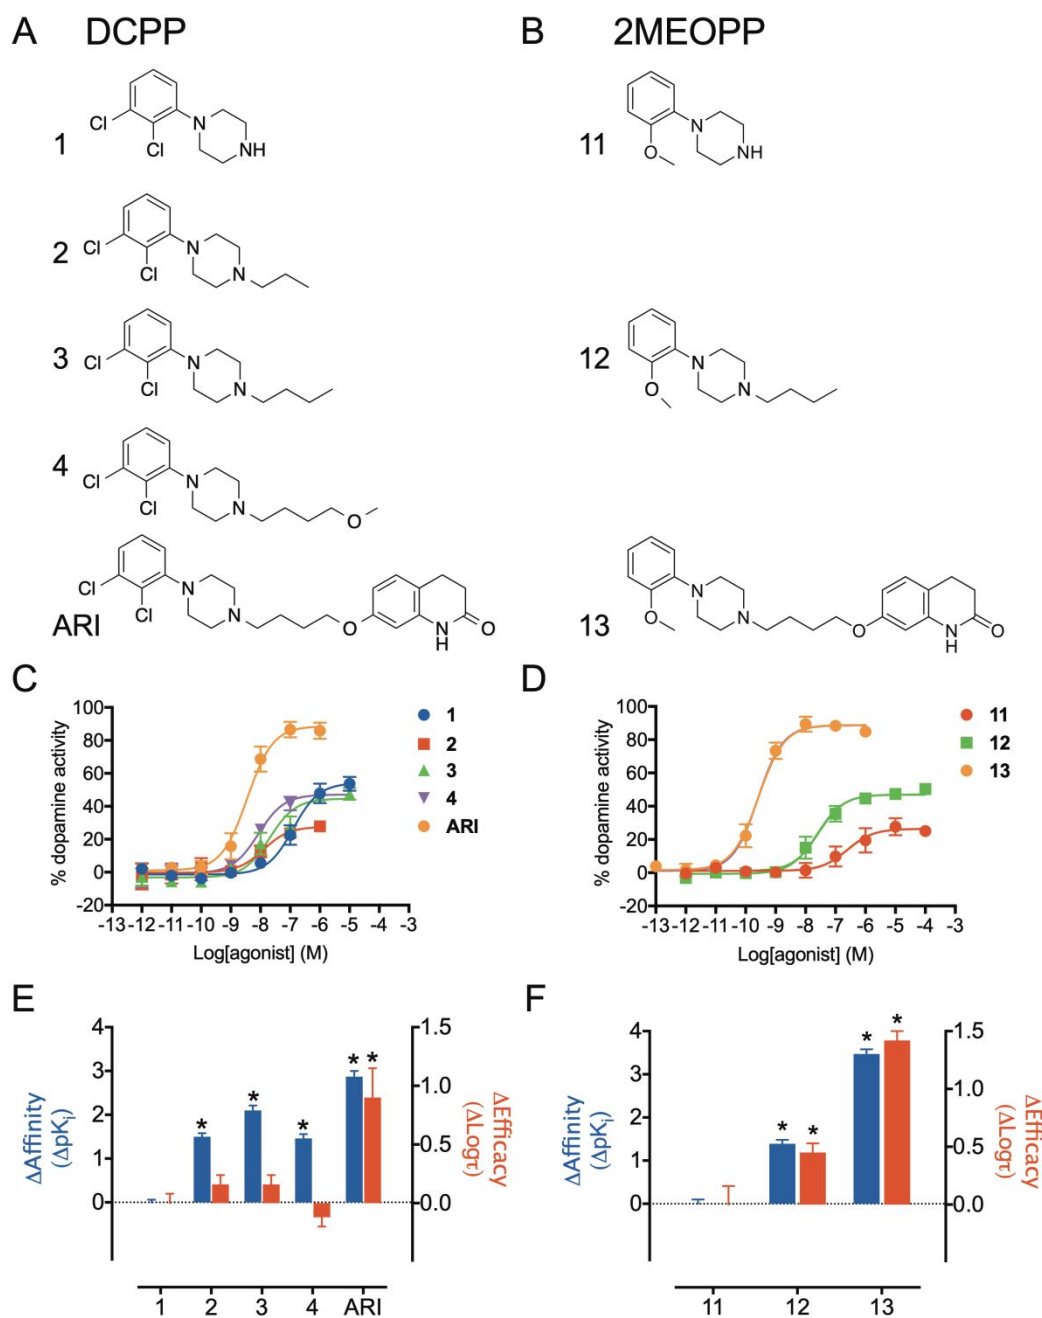 A DCPP
B 2MEOPP
1
Cl
Cl
N
NH
11
N
O
NH
2
Cl
Cl
N
N
3
Cl
Cl
N
N
12
N
O
N
4
Cl
Cl
N
N
O
ARI
Cl
Cl
N
N
O
N
H
O
13
N
O
N
O
N
H
O
C
% dopamine activity
100
80
60
40
20
0
-20
-13 -12 -11 -10 -9 -8 -7 -6 -5 -4 -3
Log[agonist] (M)
1
2
3
4
ARI
D
% dopamine activity
100
80
60
40
20
0
-20
-13 -12 -11 -10 -9 -8 -7 -6 -5 -4 -3
Log[agonist] (M)
11
12
13
E
ΔAffinity
(ΔpKi)
4
3
2
1
0
* * * * *
1.5
1.0
0.5
0.0
ΔEfficacy
(ΔLogτ)
1 2 3 4 ARI
F
ΔAffinity
(ΔpKi)
4
3
2
1
0
* * * *
1.5
1.0
0.5
0.0
ΔEfficacy
(ΔLogτ)
11 12 13